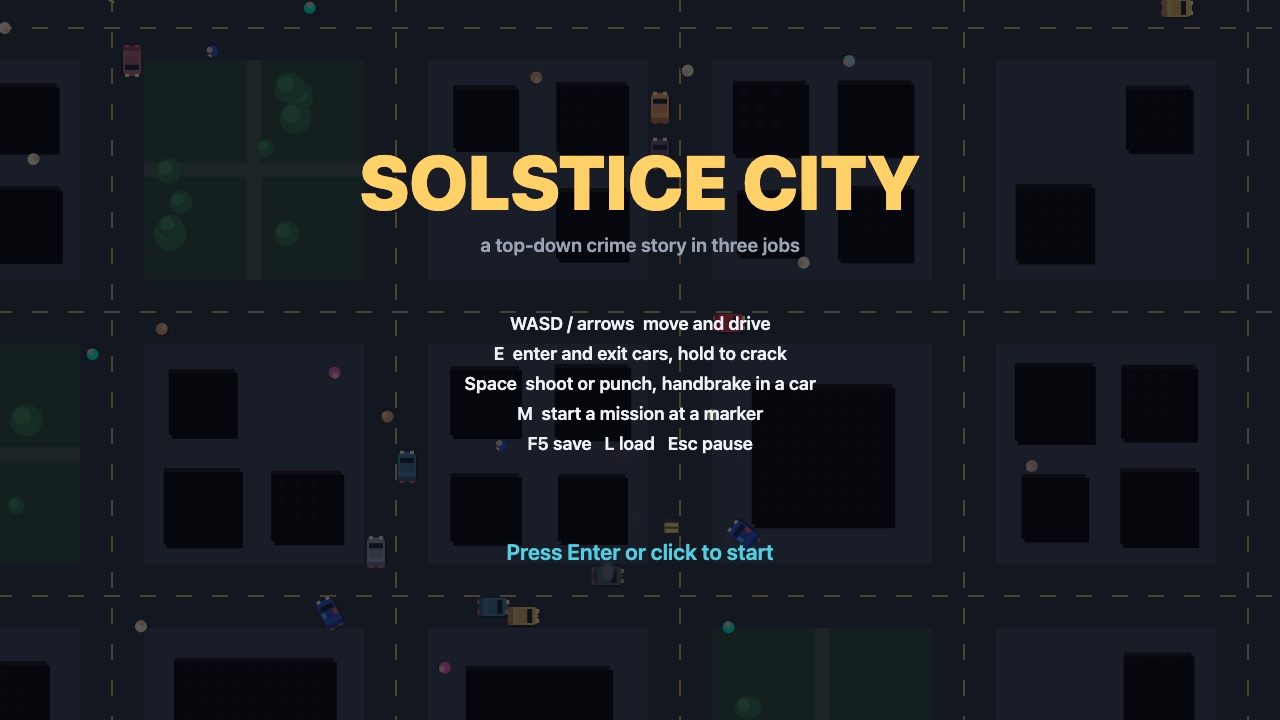 SOLSTICE CITY
a top-down crime story in three jobs
WASD / arrows move and drive
E enter and exit cars, hold to crack
Space shoot or punch, handbrake in a car
M start a mission at a marker
F5 save L load Esc pause
Press Enter or click to start